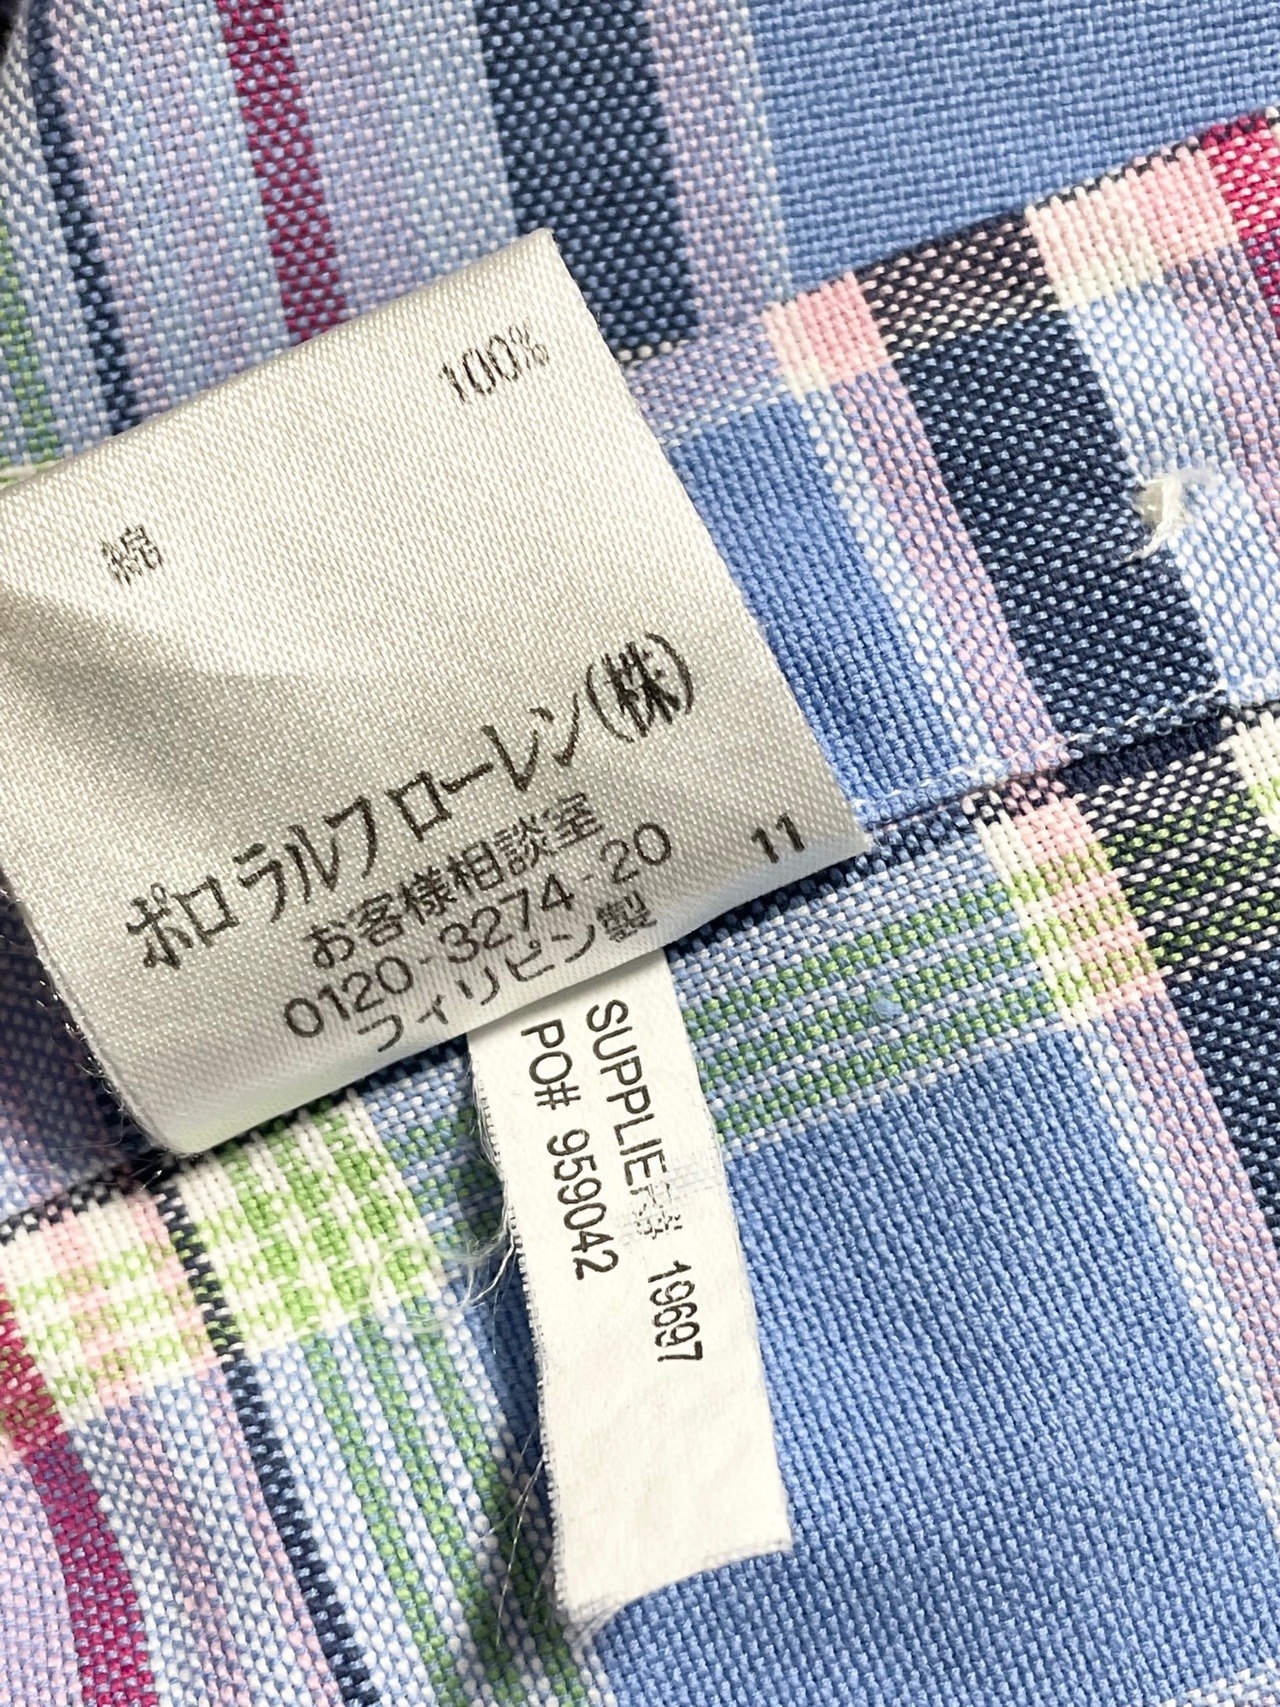 綿 100%
ポロ ラルフ ローレン(株)
お客様相談室
0120-3274-20 11
フィリピン製
SUPPLIER# 19697
PO# 959042